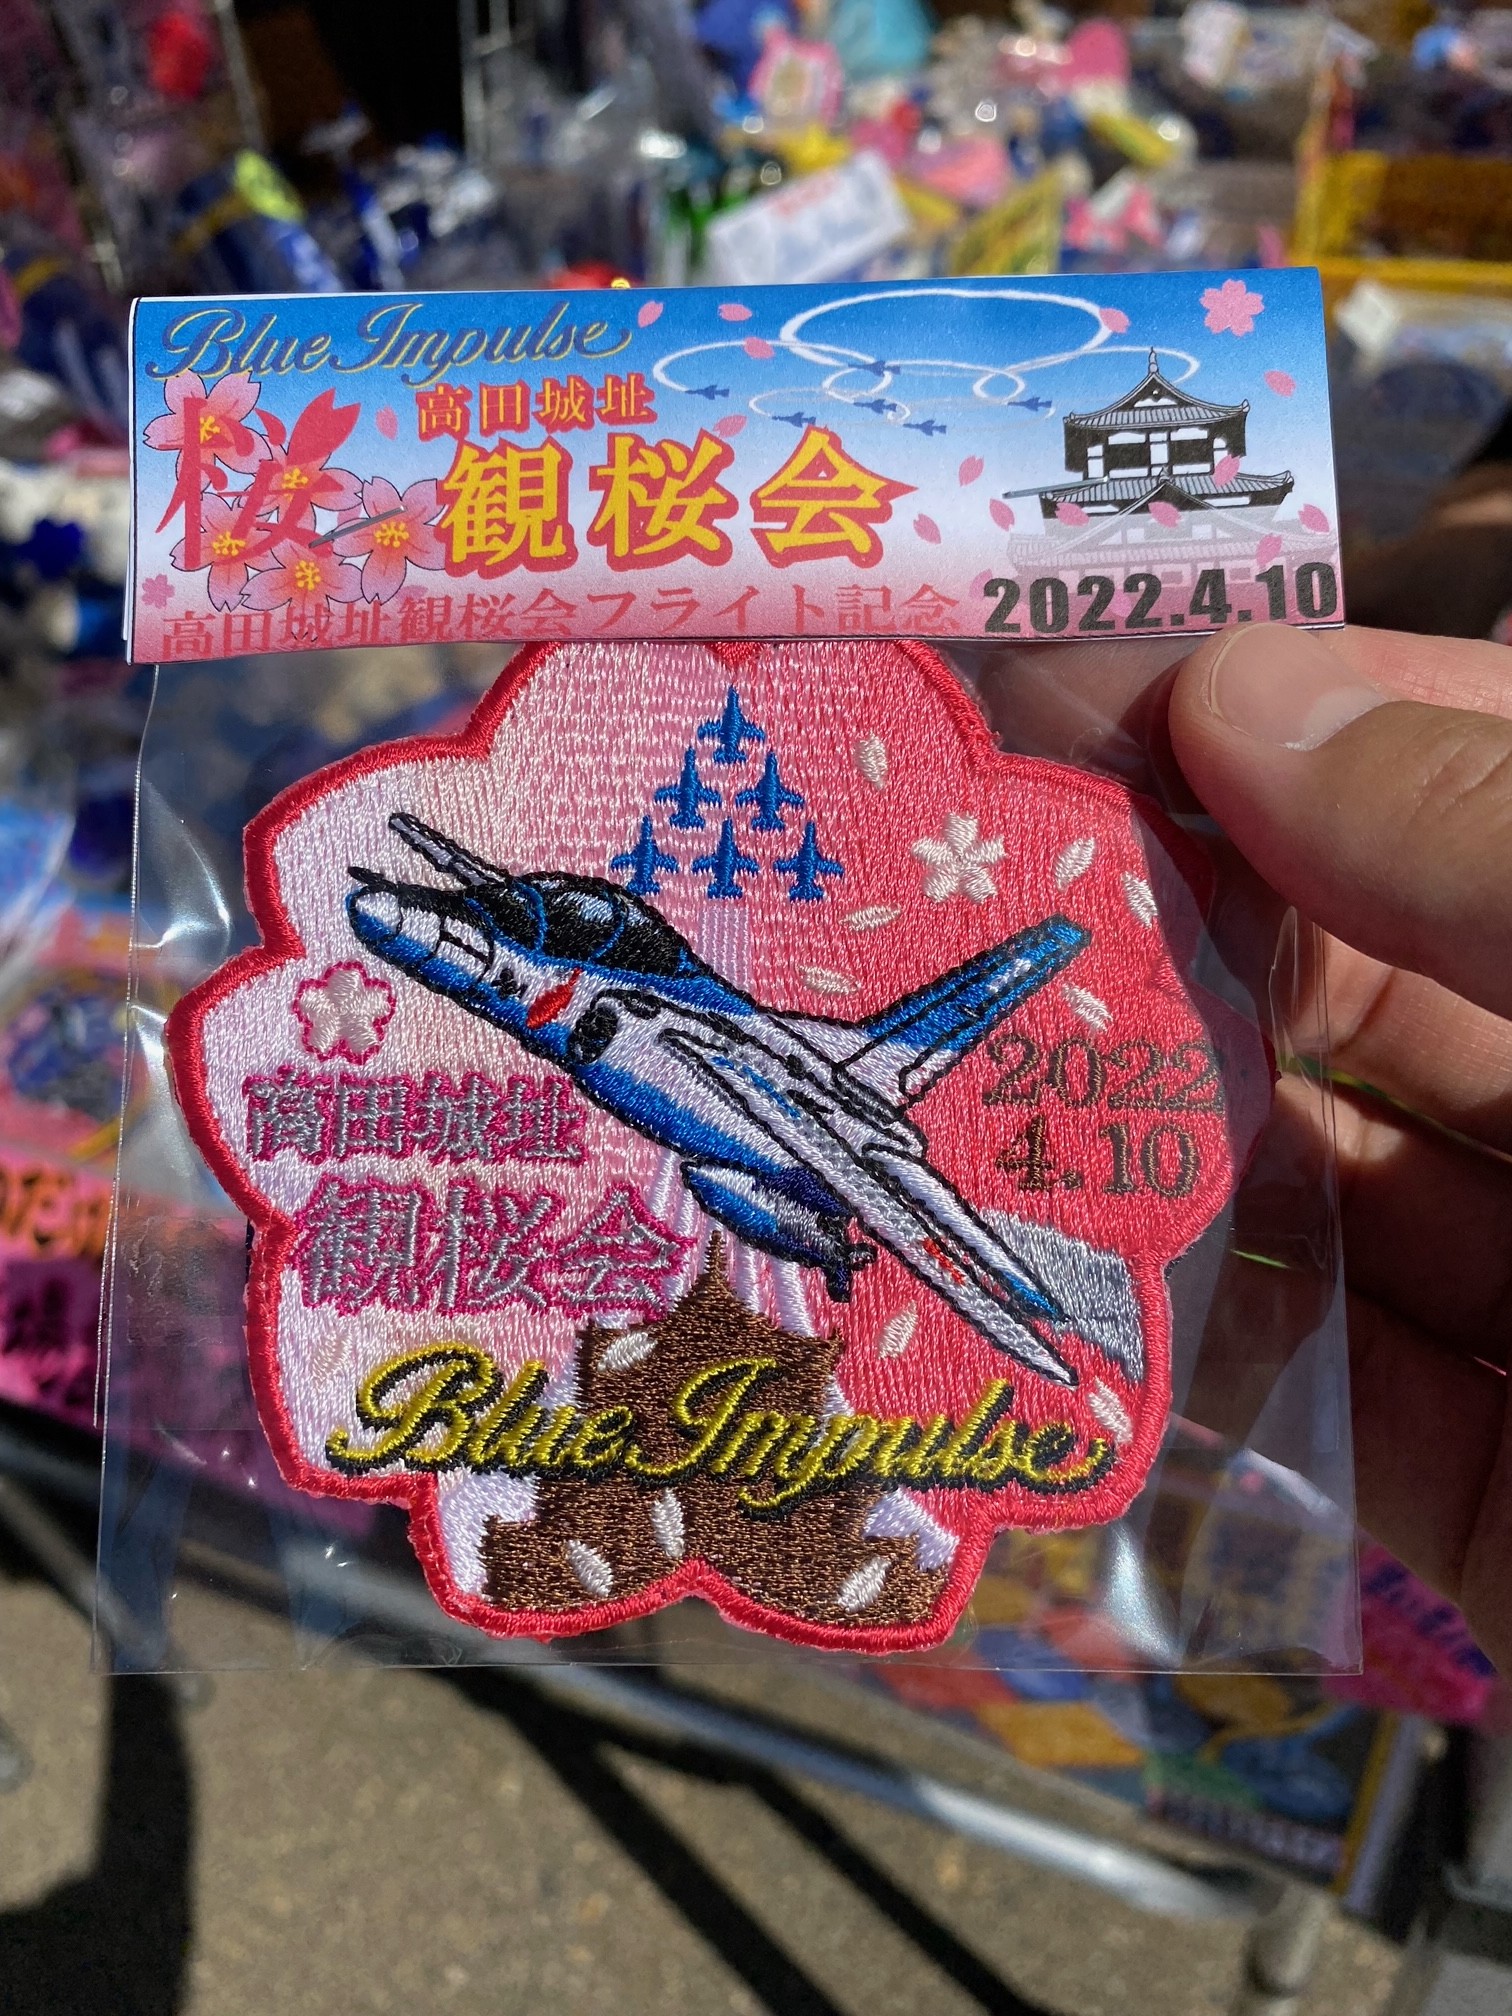 Blue Impulse
高田城址
桜 観桜会
高田城址観桜会フライト記念 2022.4.10
2022
4.10
高田城址
観桜会
Blue Impulse